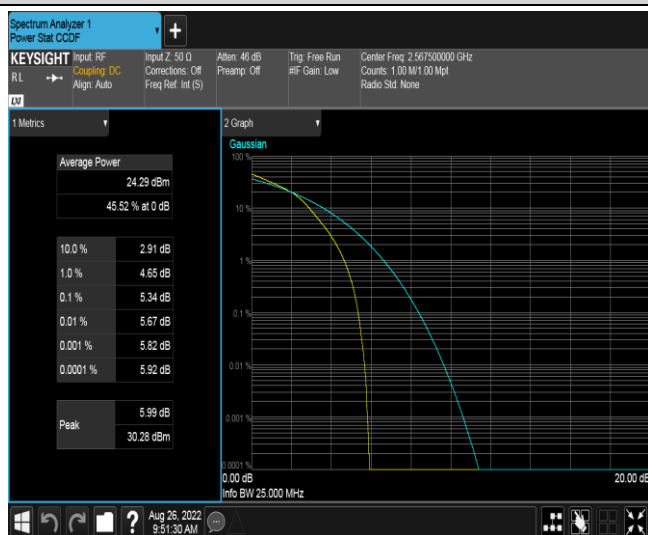 Spectrum Analyzer 1
Power Stat CCDF
KEYSIGHT Input: RF Input Z: 50 Ω Atten: 46 dB Trig: Free Run Center Freq: 2.567500000 GHz
RL Coupling: DC Corrections: Off Preamp: Off #IF Gain: Low Counts: 1.00 M/1.00 Mpt
Align: Auto Freq Ref: Int (S) Radio Std: None
LXI
1 Metrics
2 Graph
Gaussian
Average Power
24.29 dBm
45.52 % at 0 dB
10.0 % 2.91 dB
1.0 % 4.65 dB
0.1 % 5.34 dB
0.01 % 5.67 dB
0.001 % 5.82 dB
0.0001 % 5.92 dB
Peak
5.99 dB
30.28 dBm
100 %
10 %
1 %
0.1 %
0.01 %
0.001 %
0.0001 %
0.00 dB 20.00 dB
Info BW 25.000 MHz
? Aug 26, 2022
9:51:30 AM